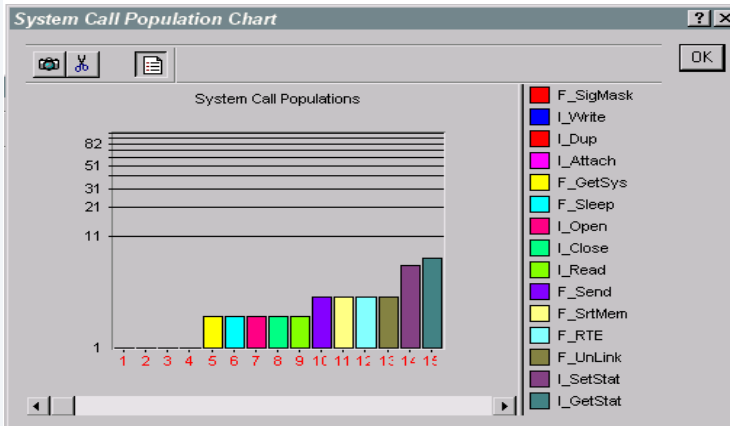 System Call Population Chart
OK
System Call Populations
82
51
31
21
11
1
1 2 3 4 5 6 7 8 9 10 11 12 13 14 15
F_SigMask
I_Write
I_Dup
I_Attach
F_GetSys
F_Sleep
I_Open
I_Close
I_Read
F_Send
F_SrtMem
F_RTE
F_UnLink
I_SetStat
I_GetStat